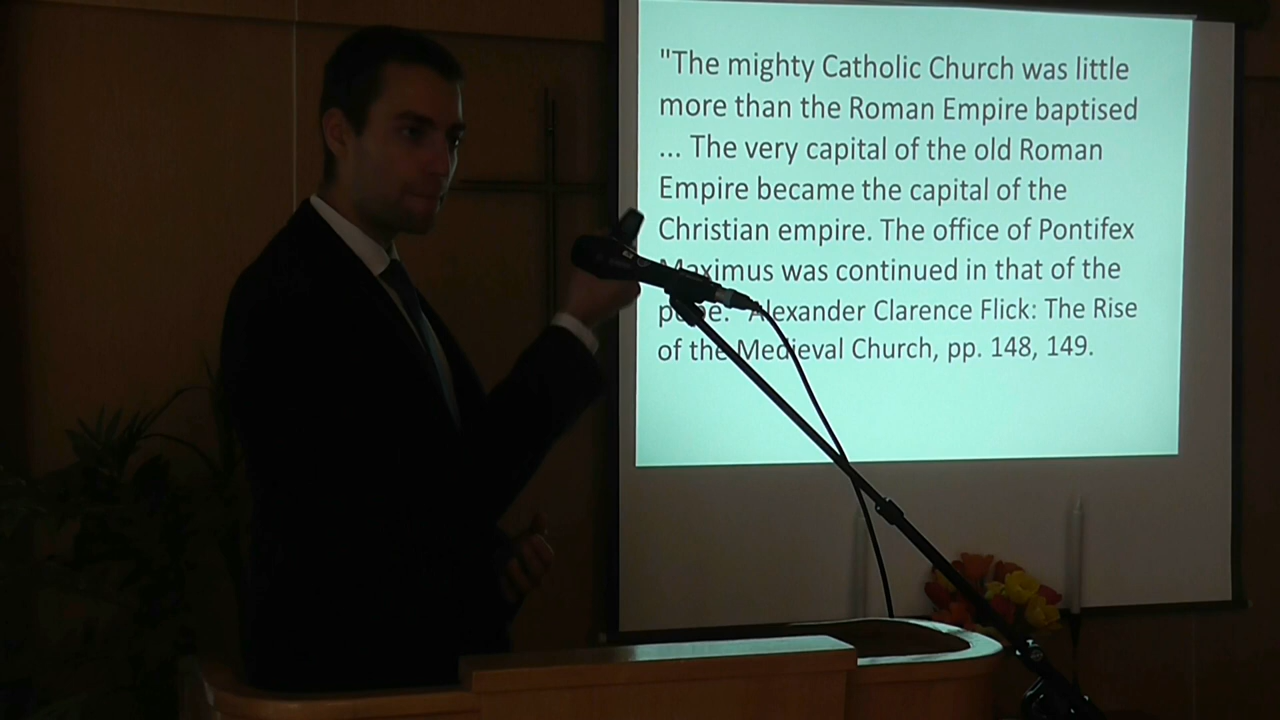 "The mighty Catholic Church was little
more than the Roman Empire baptised
... The very capital of the old Roman
Empire became the capital of the
Christian empire. The office of Pontifex
Maximus was continued in that of the
pope." Alexander Clarence Flick: The Rise
of the Medieval Church, pp. 148, 149.